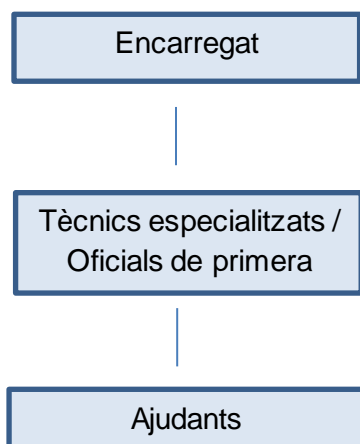 Encarregat
Tècnics especialitzats /
Oficials de primera
Ajudants